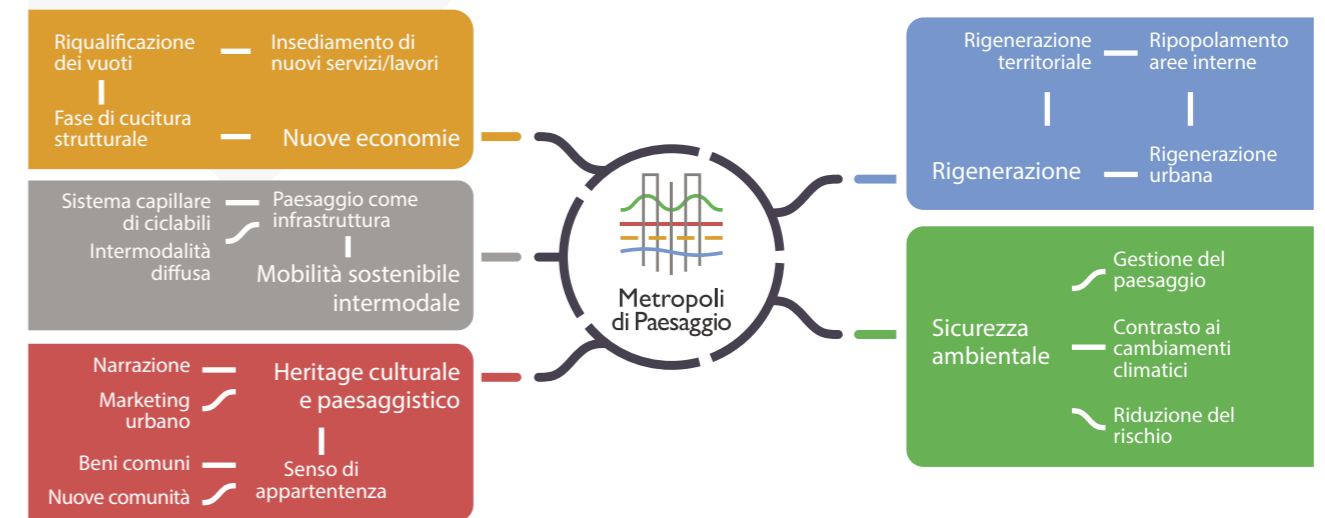 Riqualificazione
dei vuoti
Insediamento di
nuovi servizi/lavori
Fase di cucitura
strutturale
Nuove economie
Sistema capillare
di ciclabili
Paesaggio come
infrastruttura
Intermodalità
diffusa
Mobilità sostenibile
intermodale
Narrazione
Marketing
urbano
Heritage culturale
e paesaggistico
Beni comuni
Nuove comunità
Senso di
appartentenza
Metropoli
di Paesaggio
Rigenerazione
territoriale
Ripopolamento
aree interne
Rigenerazione
Rigenerazione
urbana
Sicurezza
ambientale
Gestione del
paesaggio
Contrasto ai
cambiamenti
climatici
Riduzione del
rischio